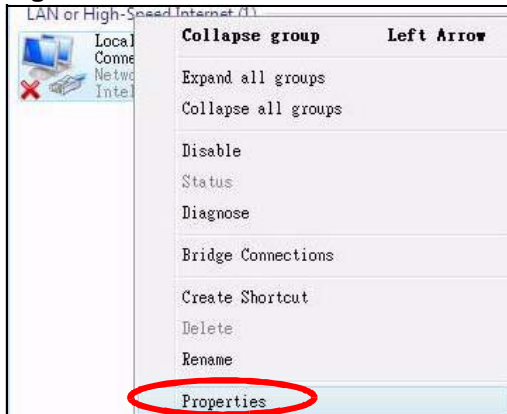 LAN or High-Speed Internet (1)
Local
Conne
Netwo
Intel
Collapse group Left Arrow
Expand all groups
Collapse all groups
Disable
Status
Diagnose
Bridge Connections
Create Shortcut
Delete
Rename
Properties